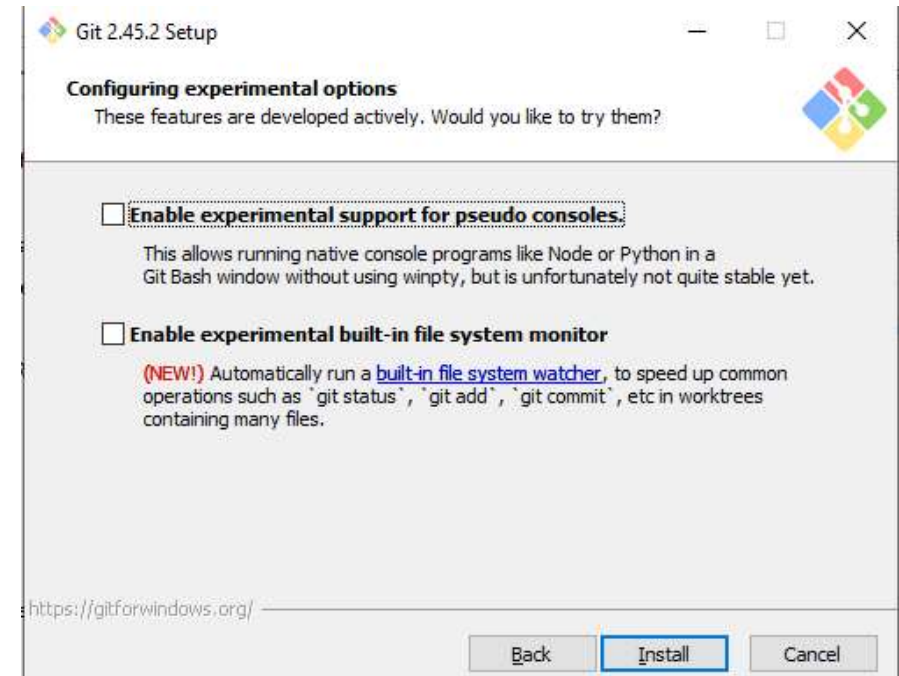 Git 2.45.2 Setup
Configuring experimental options
These features are developed actively. Would you like to try them?
Enable experimental support for pseudo consoles.
This allows running native console programs like Node or Python in a
Git Bash window without using winpty, but is unfortunately not quite stable yet.
Enable experimental built-in file system monitor
(NEW!) Automatically run a built-in file system watcher, to speed up common
operations such as `git status`, `git add`, `git commit`, etc in worktrees
containing many files.
https://gitforwindows.org/
Back Install Cancel